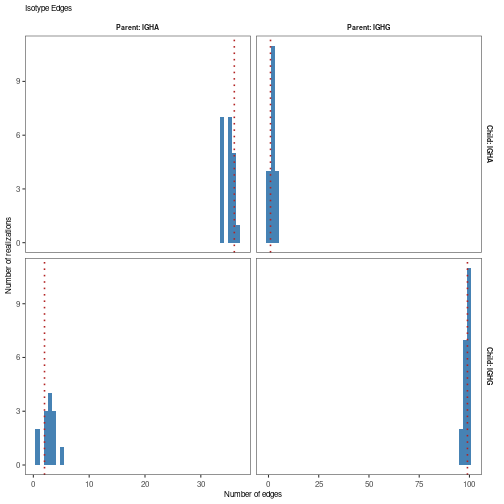 Isotype Edges
Parent: IGHA
Parent: IGHG
9
6
3
0
Child: IGHA
Number of realizations
9
6
3
0
Child: IGHG
0 10 20 30
0 25 50 75 100
Number of edges